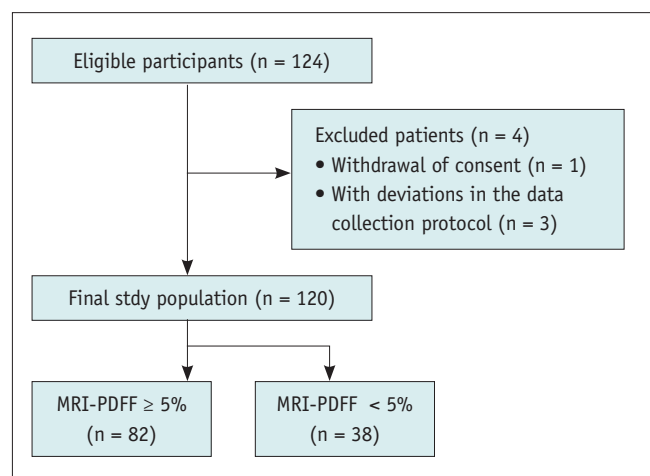 Eligible participants (n = 124)
Excluded patients (n = 4)
• Withdrawal of consent (n = 1)
• With deviations in the data
collection protocol (n = 3)
Final stdy population (n = 120)
MRI-PDFF ≥ 5%
(n = 82)
MRI-PDFF < 5%
(n = 38)